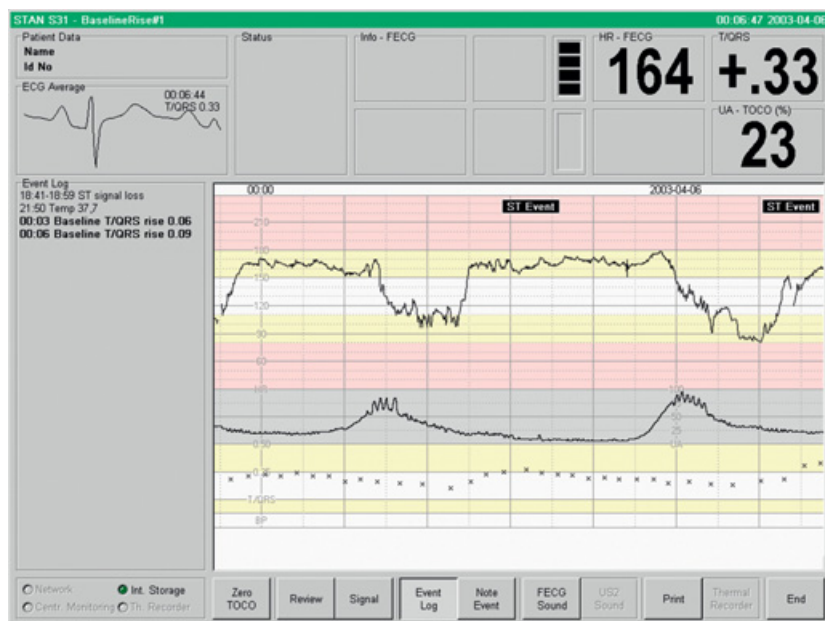 STAN S31 - BaselineRise#1
00:06:47 2003-04-06
Patient Data
Name
Id No
Status
Info - FECG
HR - FECG
164
T/QRS
+.33
ECG Average
00:06:44
T/QRS 0.33
UA - TOCO (%)
23
Event Log
18:41-18:59 ST signal loss
21:50 Temp 37,7
00:03 Baseline T/QRS rise 0.06
00:06 Baseline T/QRS rise 0.09
00:00
2003-04-06
ST Event
ST Event
210
180
150
120
90
60
100
100
50
25
UA
0.50
0.25
T/QRS
BP
Network
Int. Storage
Centr. Monitoring
Th. Recorder
Zero TOCO
Review
Signal
Event Log
Note Event
FECG Sound
US2 Sound
Print
Thermal Recorder
End